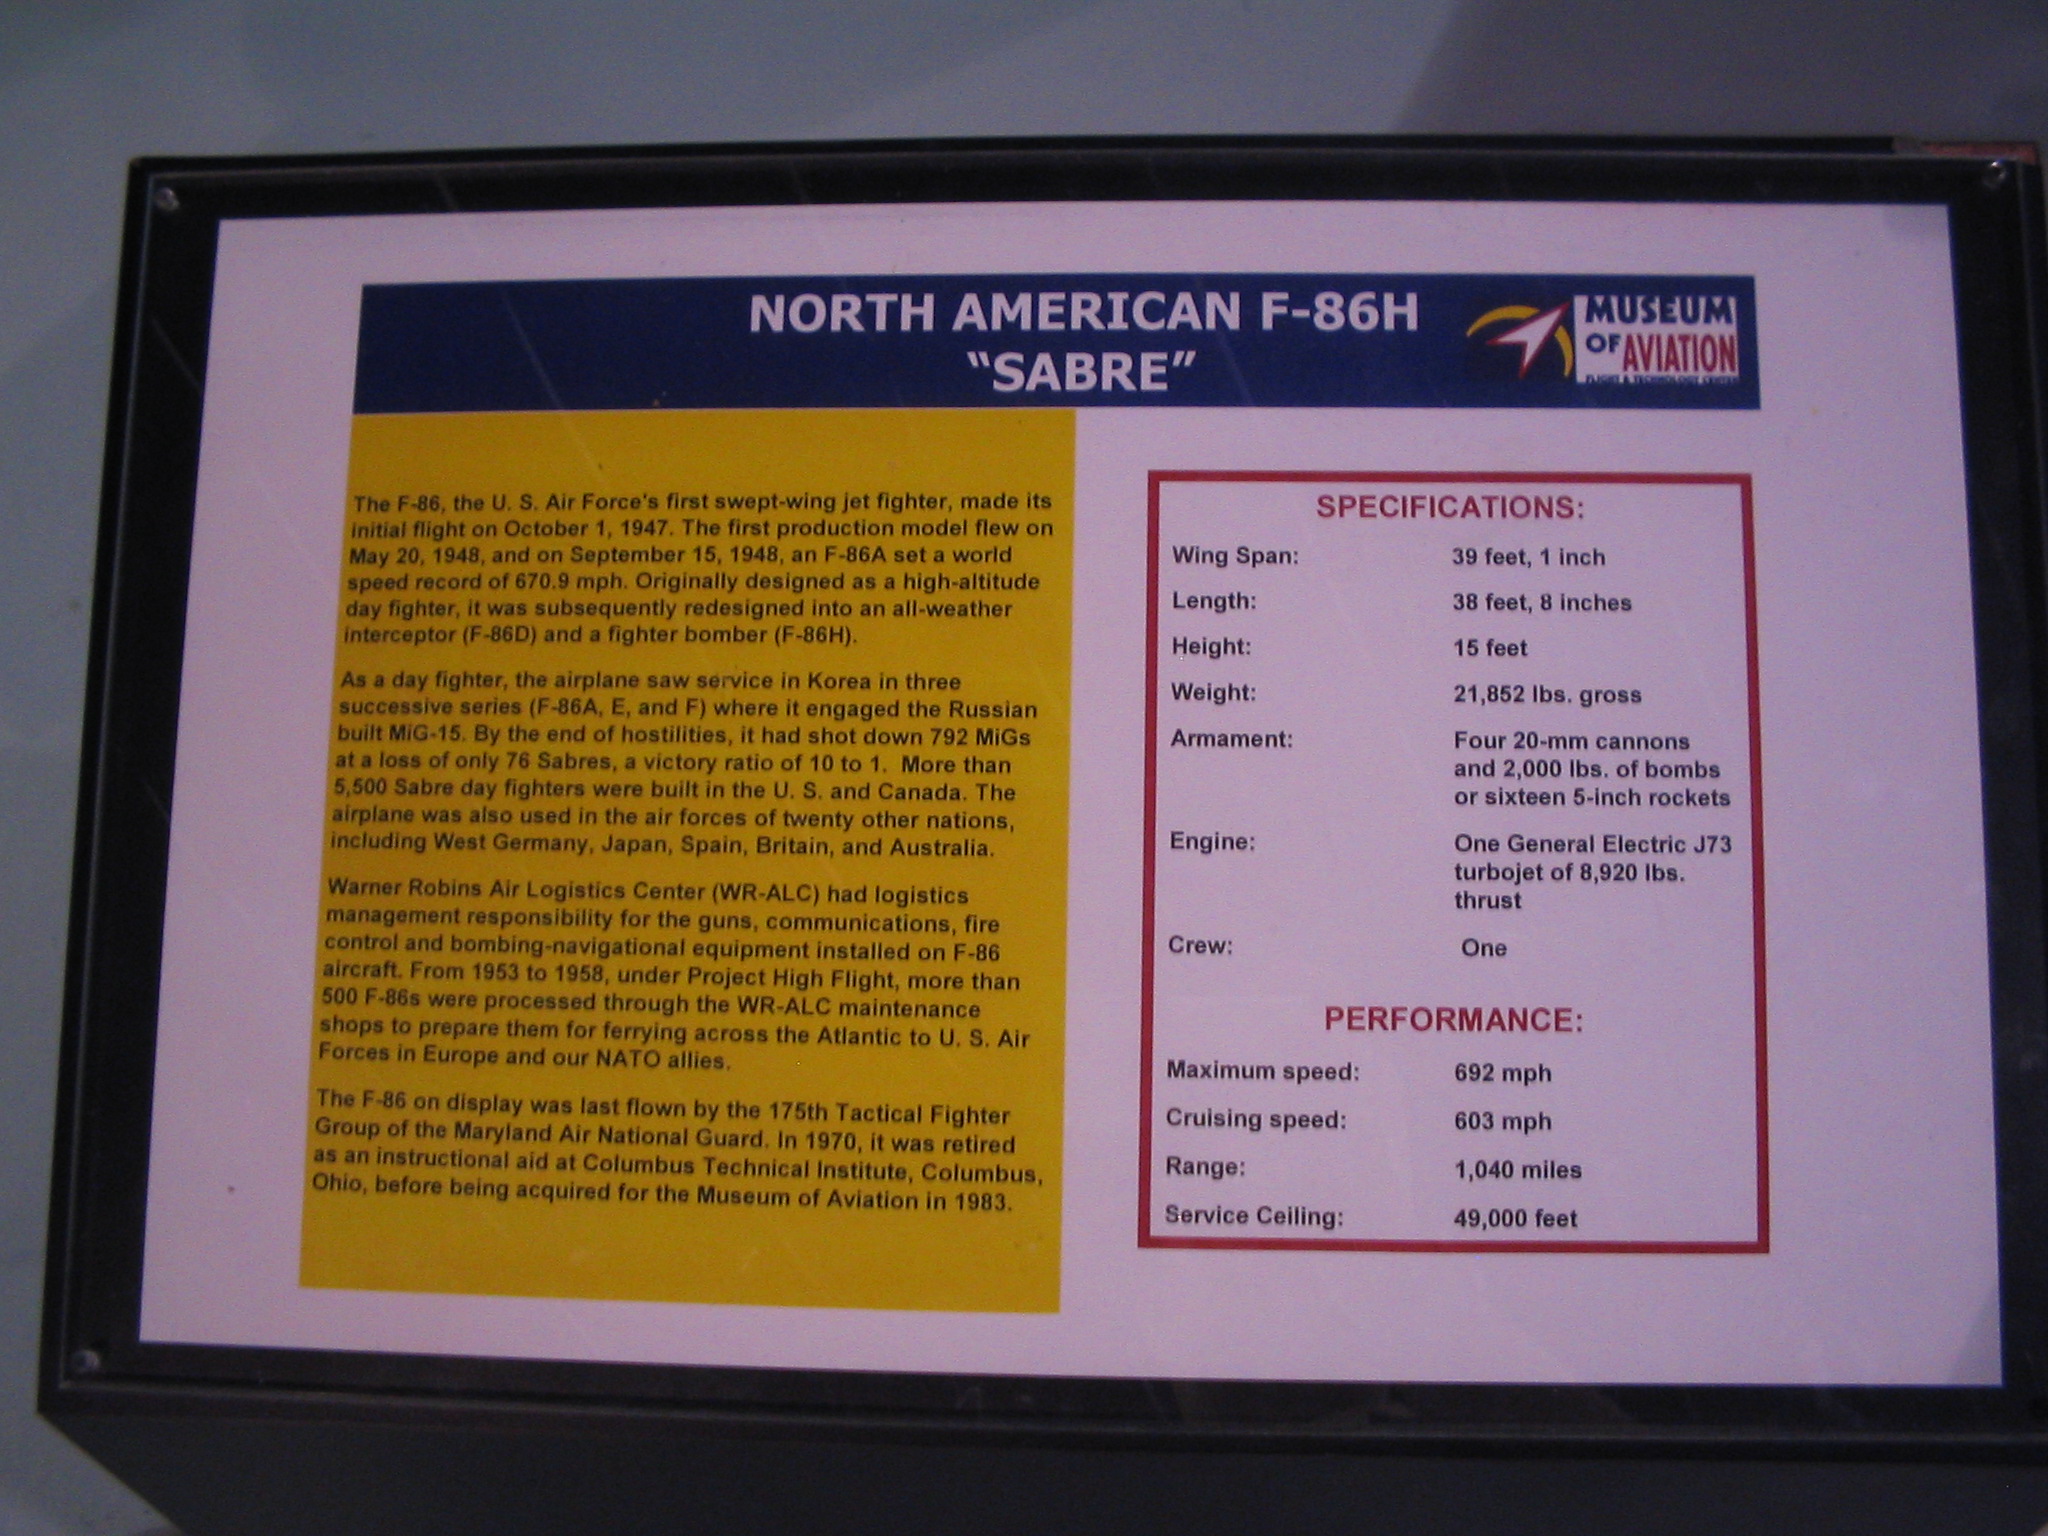 NORTH AMERICAN F-86H
“SABRE”
MUSEUM
OF AVIATION
FLIGHT & TECHNOLOGY CENTER
The F-86, the U. S. Air Force's first swept-wing jet fighter, made its
initial flight on October 1, 1947. The first production model flew on
May 20, 1948, and on September 15, 1948, an F-86A set a world
speed record of 670.9 mph. Originally designed as a high-altitude
day fighter, it was subsequently redesigned into an all-weather
interceptor (F-86D) and a fighter bomber (F-86H).
As a day fighter, the airplane saw service in Korea in three
successive series (F-86A, E, and F) where it engaged the Russian
built MiG-15. By the end of hostilities, it had shot down 792 MiGs
at a loss of only 76 Sabres, a victory ratio of 10 to 1. More than
5,500 Sabre day fighters were built in the U. S. and Canada. The
airplane was also used in the air forces of twenty other nations,
including West Germany, Japan, Spain, Britain, and Australia.
Warner Robins Air Logistics Center (WR-ALC) had logistics
management responsibility for the guns, communications, fire
control and bombing-navigational equipment installed on F-86
aircraft. From 1953 to 1958, under Project High Flight, more than
500 F-86s were processed through the WR-ALC maintenance
shops to prepare them for ferrying across the Atlantic to U. S. Air
Forces in Europe and our NATO allies.
The F-86 on display was last flown by the 175th Tactical Fighter
Group of the Maryland Air National Guard. In 1970, it was retired
as an instructional aid at Columbus Technical Institute, Columbus,
Ohio, before being acquired for the Museum of Aviation in 1983.
SPECIFICATIONS:
Wing Span: 39 feet, 1 inch
Length: 38 feet, 8 inches
Height: 15 feet
Weight: 21,852 lbs. gross
Armament: Four 20-mm cannons
and 2,000 lbs. of bombs
or sixteen 5-inch rockets
Engine: One General Electric J73
turbojet of 8,920 lbs.
thrust
Crew: One
PERFORMANCE:
Maximum speed: 692 mph
Cruising speed: 603 mph
Range: 1,040 miles
Service Ceiling: 49,000 feet